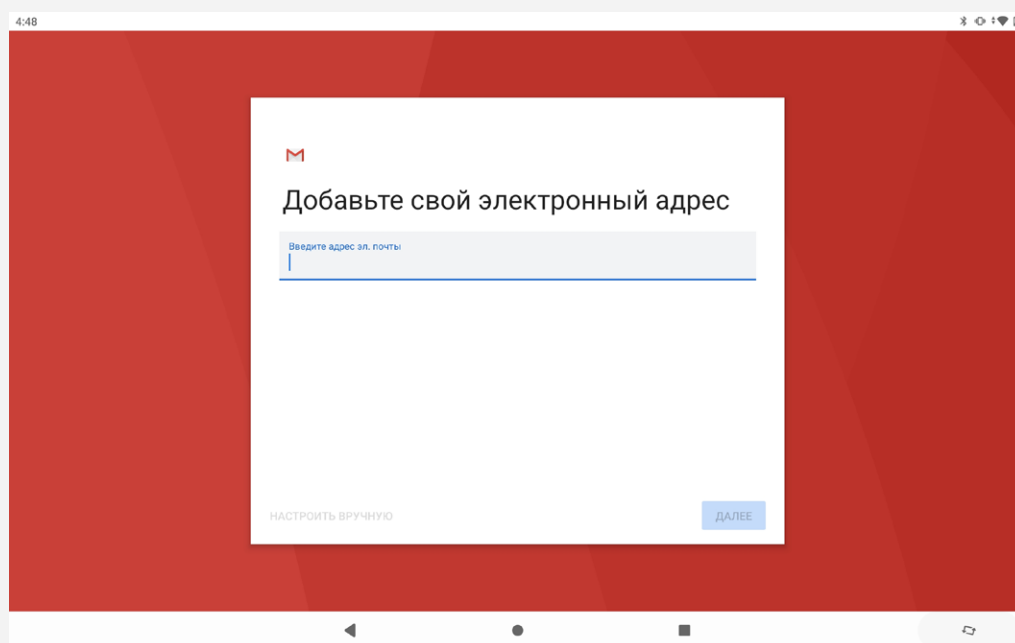 4:48
Добавьте свой электронный адрес
Введите адрес эл. почты
НАСТРОИТЬ ВРУЧНУЮ
ДАЛЕЕ